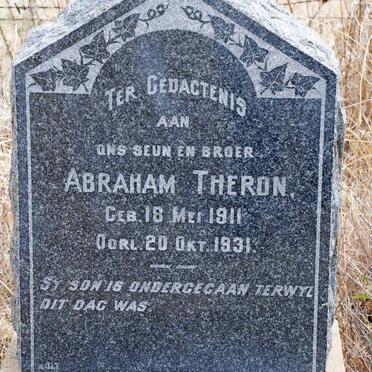 TER GEDACTENIS
AAN
ONS SEUN EN BROER
ABRAHAM THERON.
GEB. 18 MEI 1911
OORL. 20 OKT. 1931.
SY SON IS ONDERGEGAAN TERWYL
DIT DAG WAS